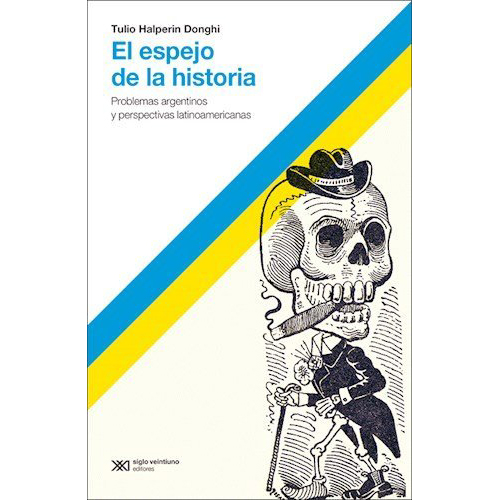 Tulio Halperin Donghi
El espejo
de la historia
Problemas argentinos
y perspectivas latinoamericanas
siglo veintiuno
editores